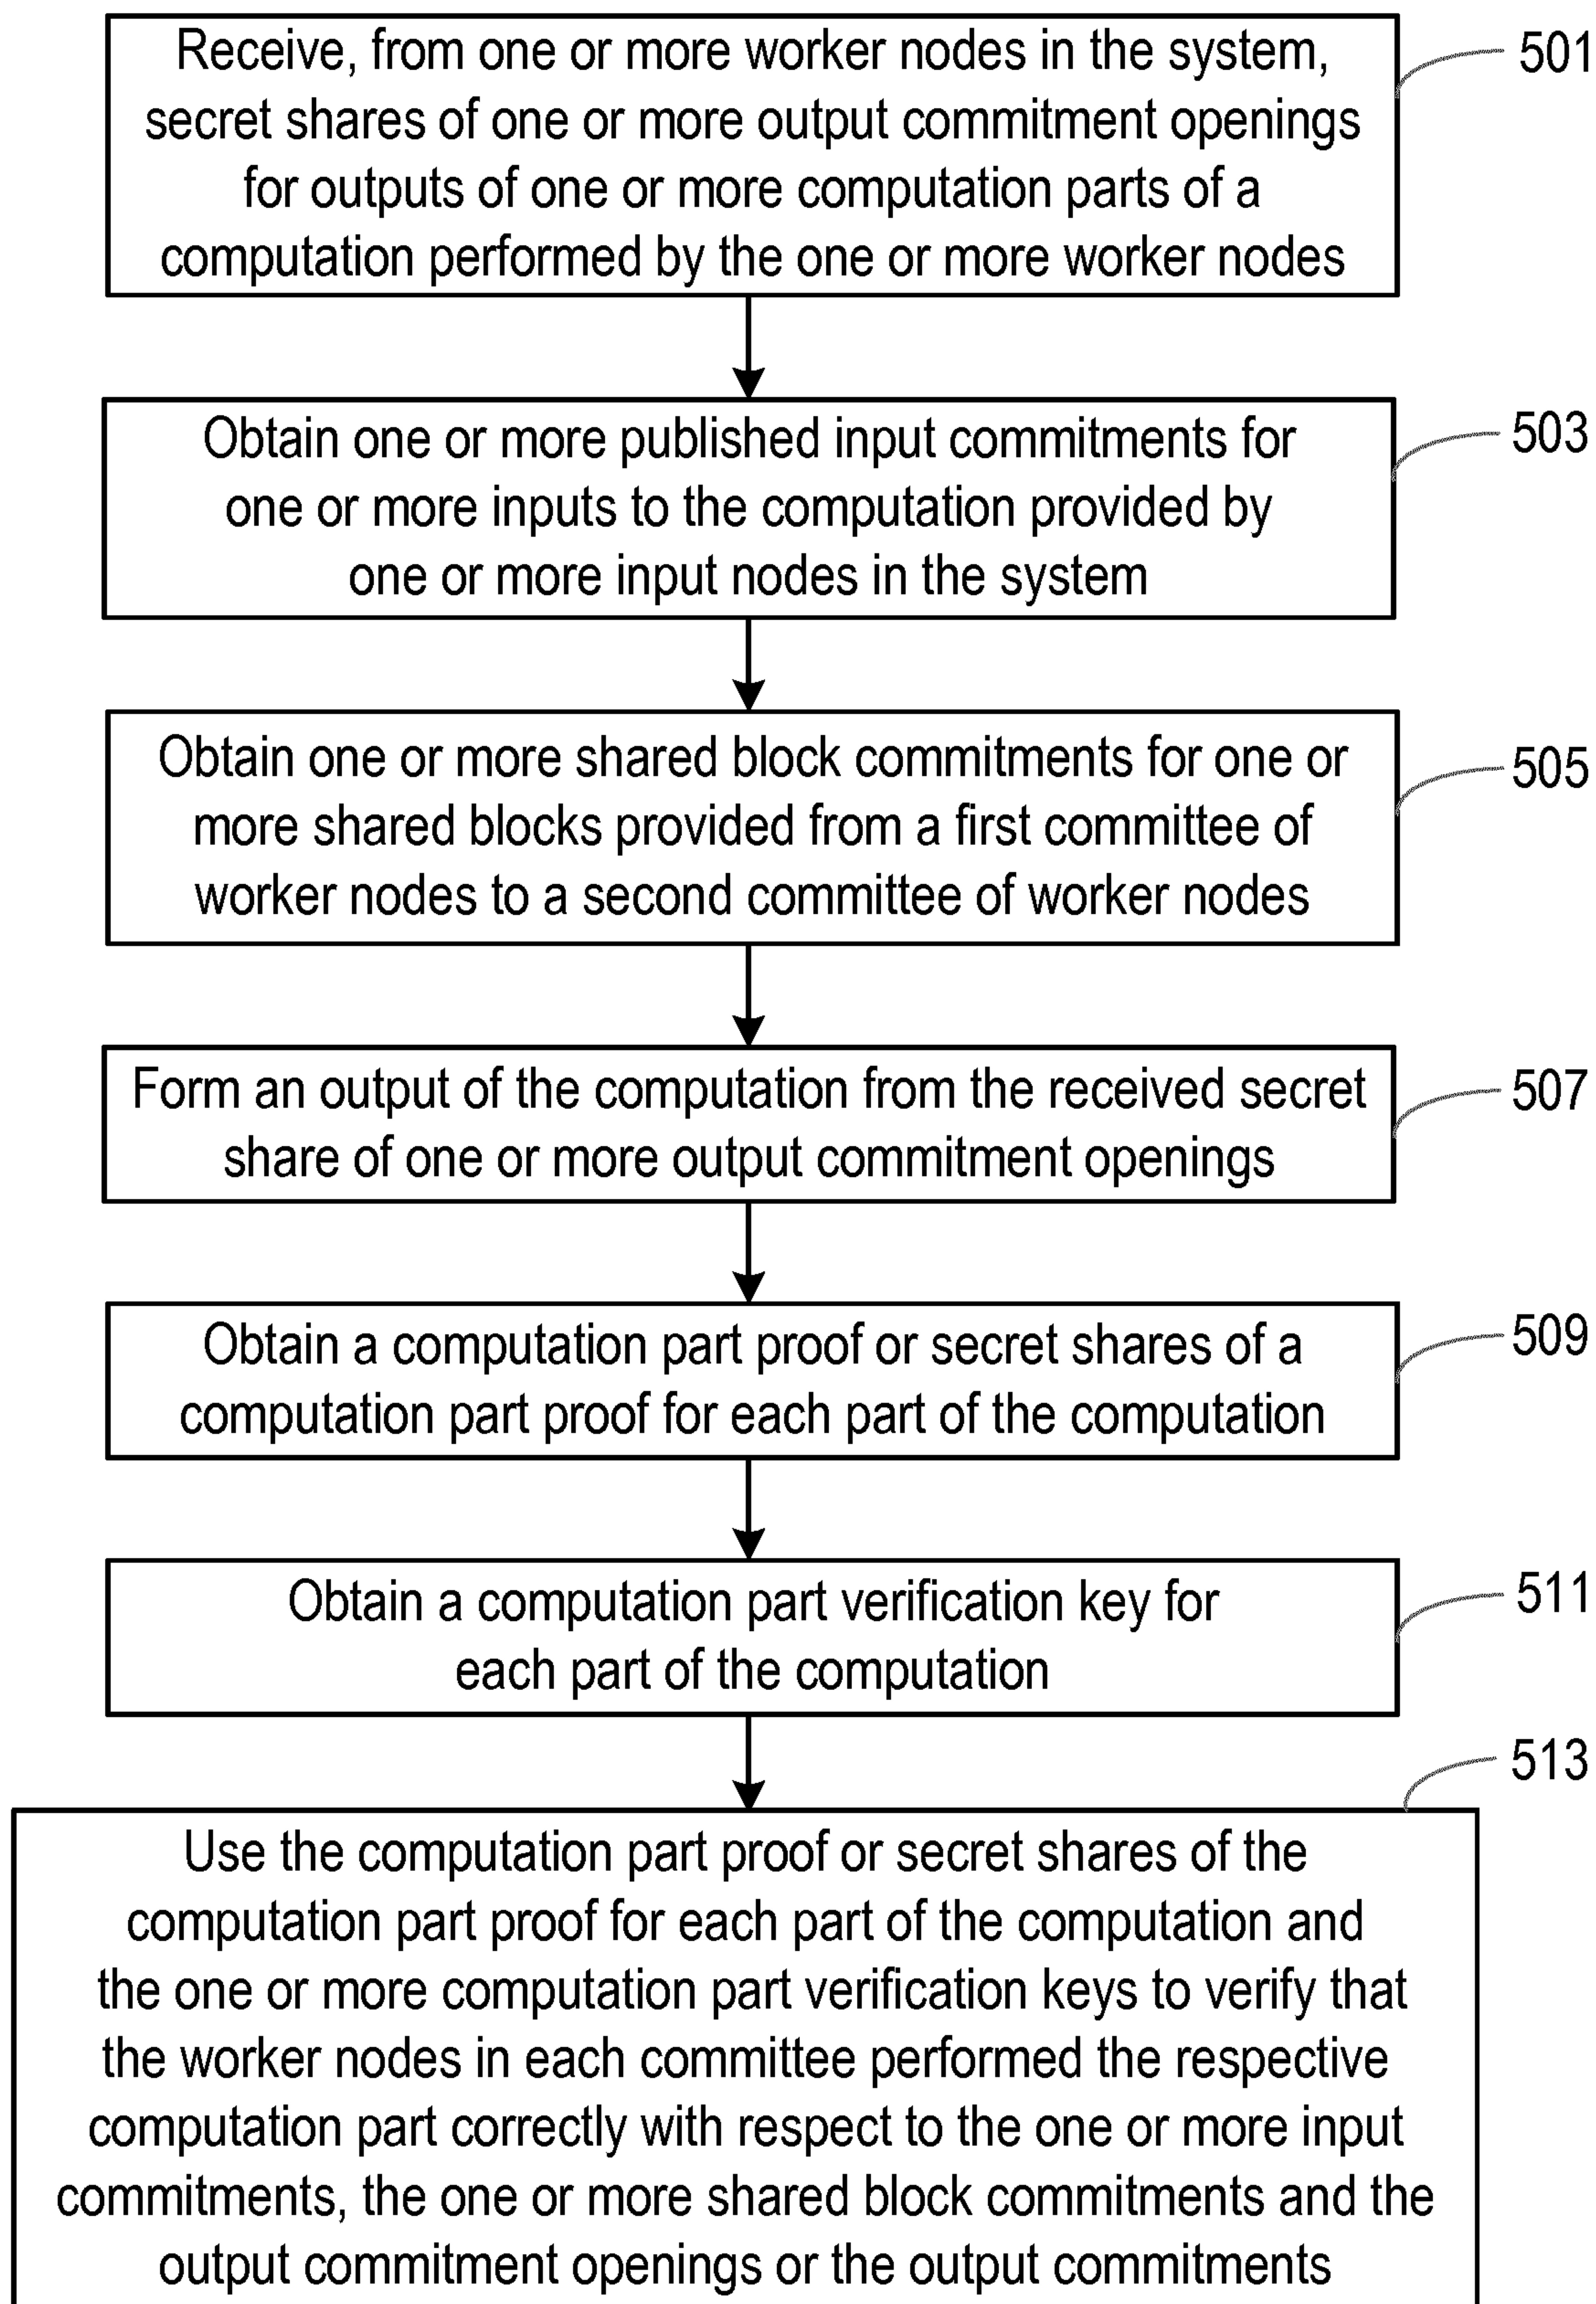 Receive, from one or more worker nodes in the system,
501
secret shares of one or more output commitment openings
for outputs of one or more computation parts of a
computation performed by the one or more worker nodes
Obtain one or more published input commitments for
503
one or more inputs to the computation provided by
one or more input nodes in the system
Obtain one or more shared block commitments for one or
505
more shared blocks provided from a first committee of
worker nodes to a second committee of worker nodes
Form an output of the computation from the received secret
507
share of one or more output commitment openings
Obtain a computation part proof or secret shares of a
509
computation part proof for each part of the computation
Obtain a computation part verification key for
511
each part of the computation
513
Use the computation part proof or secret shares of the
computation part proof for each part of the computation and
the one or more computation part verification keys to verify that
the worker nodes in each committee performed the respective
computation part correctly with respect to the one or more input
commitments, the one or more shared block commitments and the
output commitment openings or the output commitments